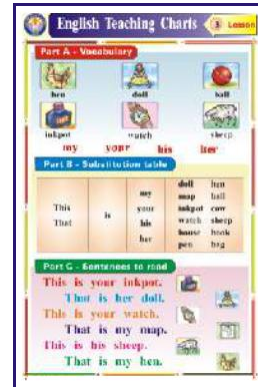 English Teaching Charts
3 Lesson
Part A - Vocabulary
hen doll ball
inkpot watch sheep
my your his her
Part B - Substitution table
This That
is
my your his her
doll hen
map ball
inkpot cow
watch sheep
house book
pen bag
Part C - Sentences to read
This is your inkpot.
That is her doll.
This is your watch.
That is my map.
This is his sheep.
That is my hen.